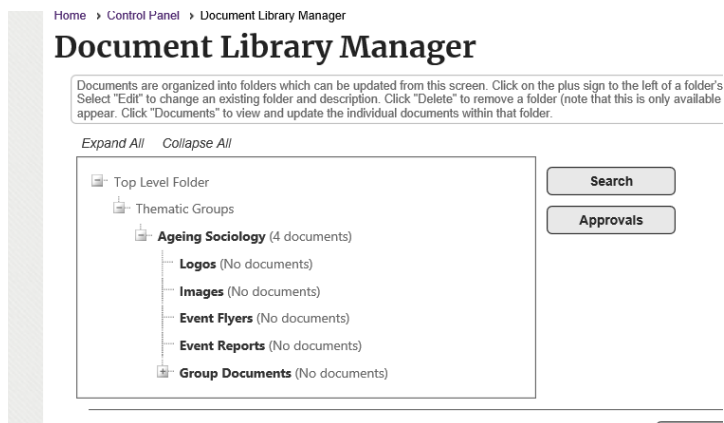 Home › Control Panel › Document Library Manager
Document Library Manager
Documents are organized into folders which can be updated from this screen. Click on the plus sign to the left of a folder's
Select "Edit" to change an existing folder and description. Click "Delete" to remove a folder (note that this is only available
appear. Click "Documents" to view and update the individual documents within that folder.
Expand All Collapse All
Top Level Folder
Search
Thematic Groups
Approvals
Ageing Sociology (4 documents)
Logos (No documents)
Images (No documents)
Event Flyers (No documents)
Event Reports (No documents)
Group Documents (No documents)